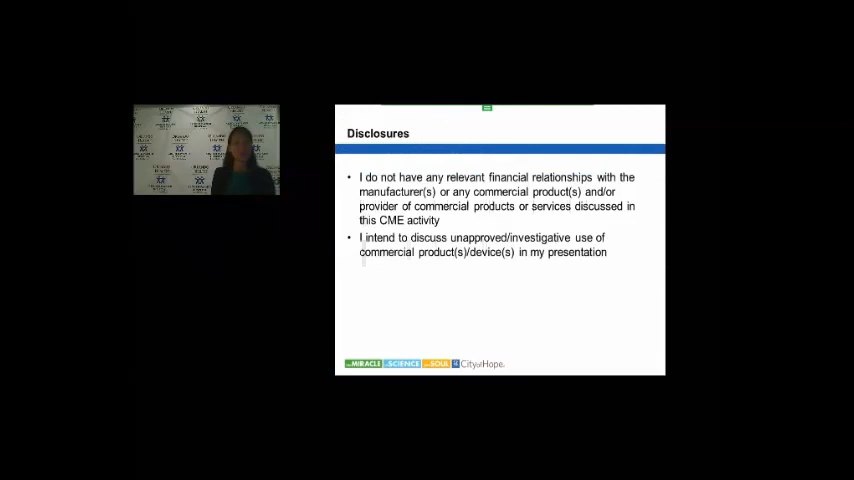 Disclosures
• I do not have any relevant financial relationships with the
manufacturer(s) or any commercial product(s) and/or
provider of commercial products or services discussed in
this CME activity
• I intend to discuss unapproved/investigative use of
commercial product(s)/device(s) in my presentation
MIRACLE SCIENCE SOUL CityofHope